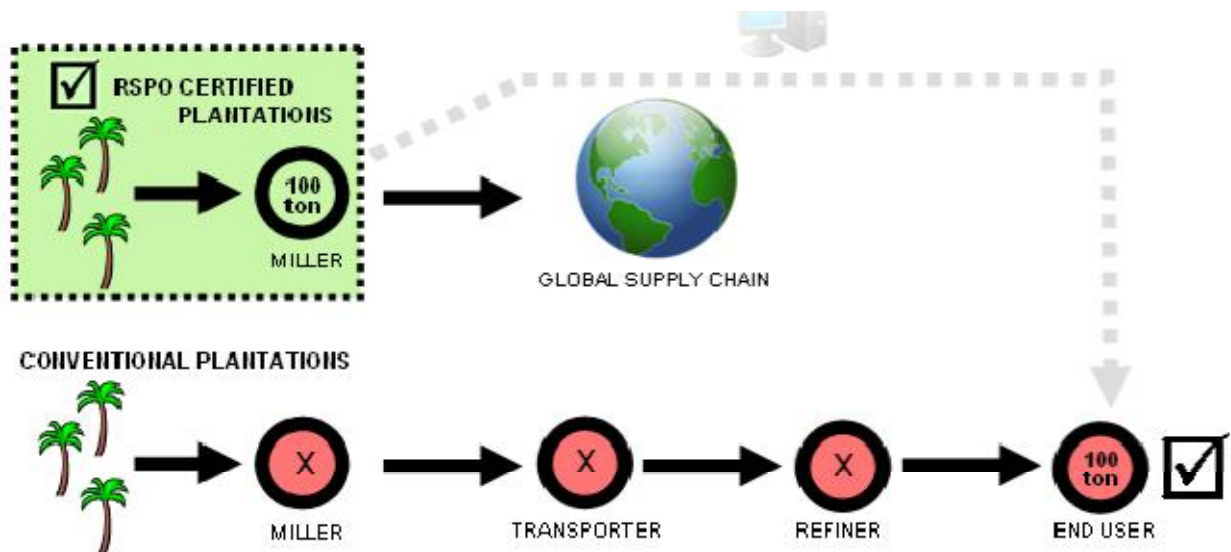 RSPO CERTIFIED
PLANTATIONS
100
ton
MILLER
GLOBAL SUPPLY CHAIN
CONVENTIONAL PLANTATIONS
X
X
X
100
ton
MILLER
TRANSPORTER
REFINER
END USER